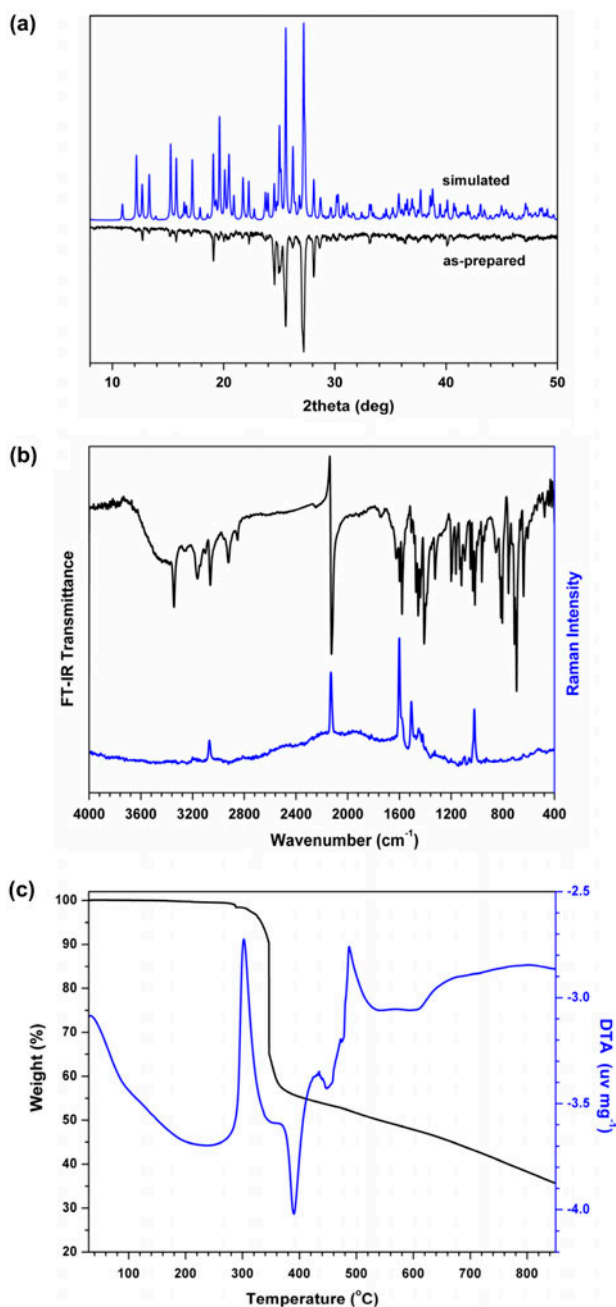 (a)
simulated
as-prepared
10 20 30 40 50
2theta (deg)
(b)
FT-IR Transmittance
Raman Intensity
4000 3600 3200 2800 2400 2000 1600 1200 800 400
Wavenumber (cm-1)
(c)
Weight (%)
100
90
80
70
60
50
40
30
20
-2.5
-3.0
-3.5
-4.0
DTA (uv mg-1)
100 200 300 400 500 600 700 800
Temperature (oC)